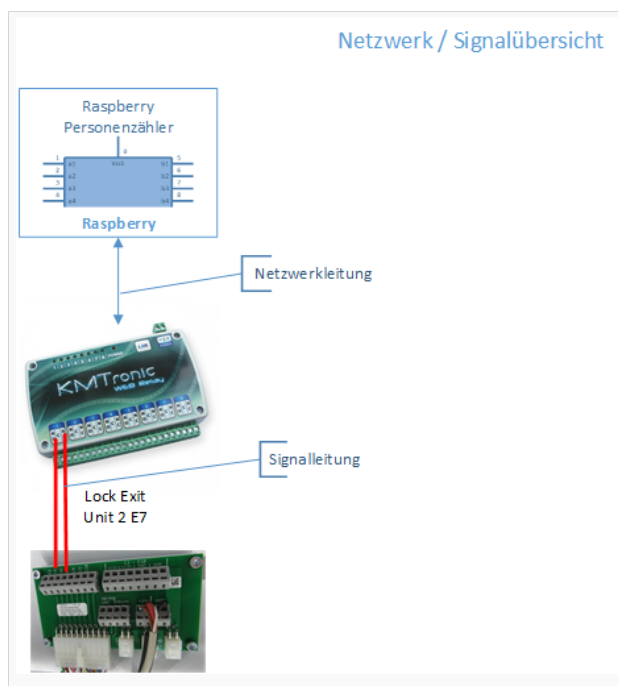 Netzwerk / Signalübersicht
Raspberry
Personenzähler
Raspberry
Netzwerkleitung
KMTronic
WEB Relay
Signalleitung
Lock Exit
Unit 2 E7